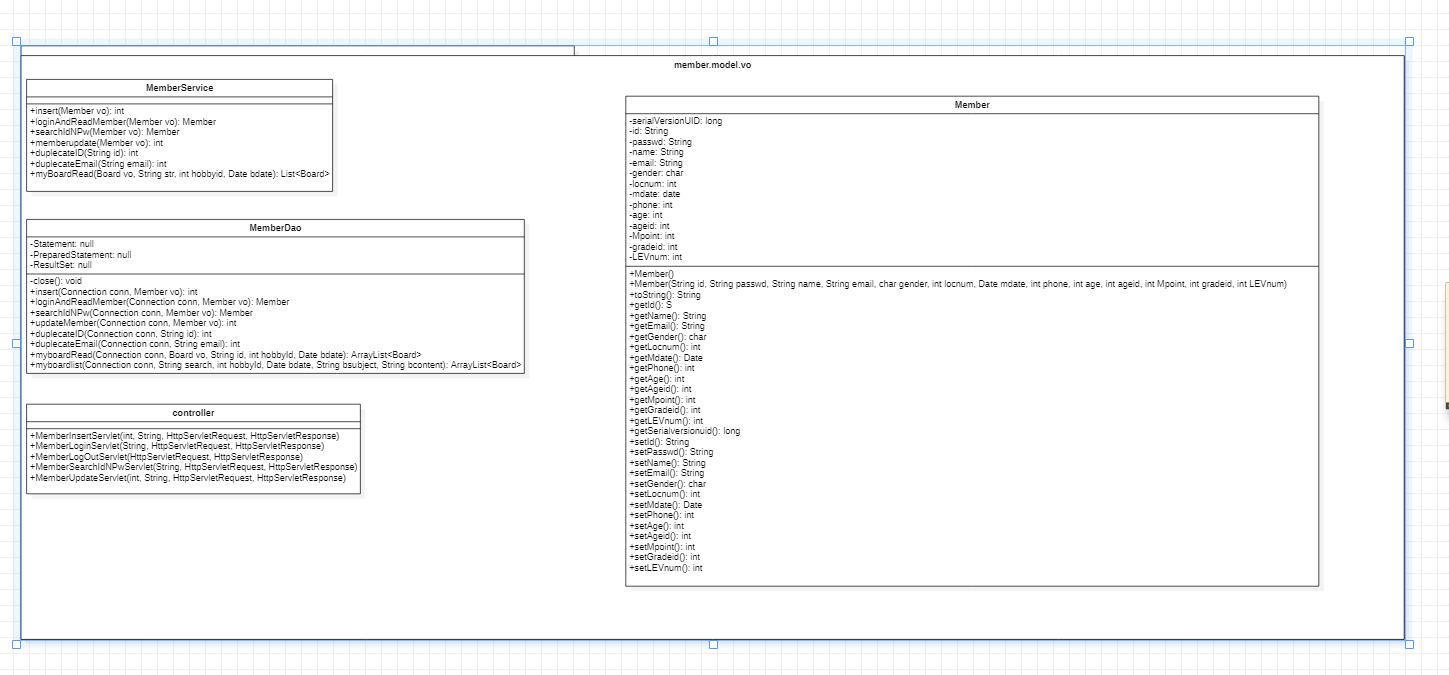 member.model.vo
MemberService
+insert(Member vo): int
+loginAndReadMember(Member vo): Member
+searchIdNPw(Member vo): Member
+memberupdate(Member vo): int
+duplecateID(String id): int
+duplecateEmail(String email): int
+myBoardRead(Board vo, String str, int hobbyid, Date bdate): List<Board>
MemberDao
-Statement: null
-PreparedStatement: null
-ResultSet: null
-close(): void
+insert(Connection conn, Member vo): int
+loginAndReadMember(Connection conn, Member vo): Member
+searchIdNPw(Connection conn, Member vo): Member
+updateMember(Connection conn, Member vo): int
+duplecateID(Connection conn, String id): int
+duplecateEmail(Connection conn, String email): int
+myboardRead(Connection conn, Board vo, String id, int hobbyId, Date bdate): ArrayList<Board>
+myboardlist(Connection conn, String search, int hobbyId, Date bdate, String bsubject, String bcontent): ArrayList<Board>
controller
+MemberInsertServlet(int, String, HttpServletRequest, HttpServletResponse)
+MemberLoginServlet(String, HttpServletRequest, HttpServletResponse)
+MemberLogOutServlet(HttpServletRequest, HttpServletResponse)
+MemberSearchIdNPwServlet(String, HttpServletRequest, HttpServletResponse)
+MemberUpdateServlet(int, String, HttpServletRequest, HttpServletResponse)
Member
-serialVersionUID: long
-id: String
-passwd: String
-name: String
-email: String
-gender: char
-locnum: int
-mdate: date
-phone: int
-age: int
-ageid: int
-Mpoint: int
-gradeid: int
-LEVnum: int
+Member()
+Member(String id, String passwd, String name, String email, char gender, int locnum, Date mdate, int phone, int age, int ageid, int Mpoint, int gradeid, int LEVnum)
+toString(): String
+getId(): S
+getName(): String
+getEmail(): String
+getGender(): char
+getLocnum(): int
+getMdate(): Date
+getPhone(): int
+getAge(): int
+getAgeid(): int
+getMpoint(): int
+getGradeid(): int
+getLEVnum(): int
+getSerialversionuid(): long
+setId(): String
+setPasswd(): String
+setName(): String
+setEmail(): String
+setGender(): char
+setLocnum(): int
+setMdate(): Date
+setPhone(): int
+setAge(): int
+setAgeid(): int
+setMpoint(): int
+setGradeid(): int
+setLEVnum(): int